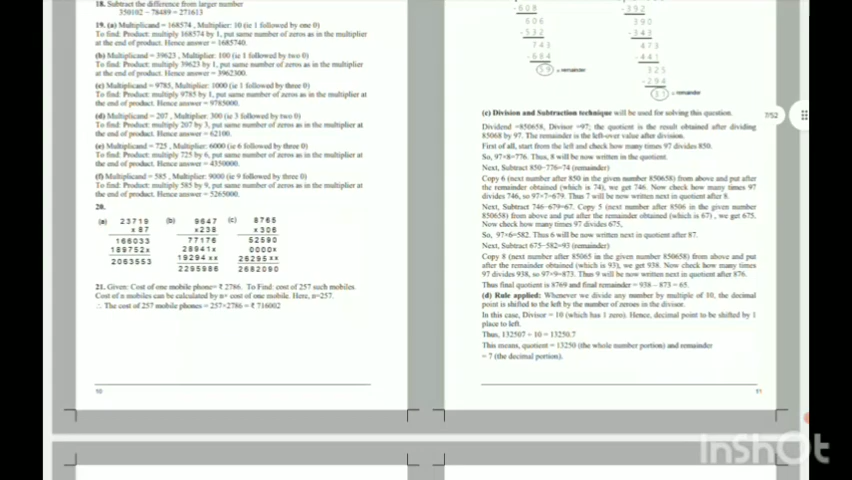 18. Subtract the difference from larger number
350102 − 78489 = 271613
19. (a) Multiplicand = 168574 , Multiplier: 10 (ie 1 followed by one 0)
To find: Product: multiply 168574 by 1, put same number of zeros as in the multiplier
at the end of product. Hence answer = 1685740.
(b) Multiplicand = 39623, Multiplier: 100 (ie 1 followed by two 0)
To find: Product: multiply 39623 by 1, put same number of zeros as in the multiplier
at the end of product. Hence answer = 3962300.
(c) Multiplicand = 9785, Multiplier: 1000 (ie 1 followed by three 0)
To find: Product: multiply 9785 by 1, put same number of zeros as in the multiplier at
the end of product. Hence answer = 9785000.
(d) Multiplicand = 207, Multiplier: 300 (ie 3 followed by two 0)
To find: Product: multiply 207 by 3, put same number of zeros as in the multiplier at
the end of product. Hence answer = 62100.
(e) Multiplicand = 725, Multiplier: 6000 (ie 6 followed by three 0)
To find: Product: multiply 725 by 6, put same number of zeros as in the multiplier at
the end of product. Hence answer = 4350000.
(f) Multiplicand = 585, Multiplier: 9000 (ie 9 followed by three 0)
To find: Product: multiply 585 by 9, put same number of zeros as in the multiplier at
the end of product. Hence answer = 5265000.
20.
(a) 23719 (b) 9647 (c) 8765
x 87 x238 x 306
166033 77176 52590
189752x 28941x 0000x
2063553 19294xx 26295xx
2295986 2682090
21. Given: Cost of one mobile phone= ₹ 2786. To Find: cost of 257 such mobiles.
Cost of n mobiles can be calculated by n× cost of one mobile. Here, n=257.
∴ The cost of 257 mobile phones = 257×2786 = ₹ 716002
10
-608 -392
606 390
-532 -343
743 473
-684 -441
59 = remainder 325
-294
31 = remainder
(c) Division and Subtraction technique will be used for solving this question.
Dividend =850658, Divisor =97; the quotient is the result obtained after dividing
85068 by 97. The remainder is the left-over value after division.
First of all, start from the left and check how many times 97 divides 850.
So, 97×8=776. Thus, 8 will be now written in the quotient.
Next, Subtract 850−776=74 (remainder)
Copy 6 (next number after 850 in the given number 850658) from above and put after
the remainder obtained (which is 74), we get 746. Now check how many times 97
divides 746, so 97×7=679. Thus 7 will be now written next in quotient after 8.
Next, Subtract 746−679=67. Copy 5 (next number after 8506 in the given number
850658) from above and put after the remainder obtained (which is 67) , we get 675.
Now check how many times 97 divides 675,
So, 97×6=582. Thus 6 will be now written next in quotient after 87.
Next, Subtract 675−582=93 (remainder)
Copy 8 (next number after 85065 in the given number 850658) from above and put
after the remainder obtained (which is 93), we get 938. Now check how many times
97 divides 938, so 97×9=873. Thus 9 will be now written next in quotient after 876.
Thus final quotient is 8769 and final remainder = 938 − 873 = 65.
(d) Rule applied: Whenever we divide any number by multiple of 10, the decimal
point is shifted to the left by the number of zeroes in the divisor.
In this case, Divisor = 10 (which has 1 zero). Hence, decimal point to be shifted by 1
place to left.
Thus, 132507 ÷ 10 = 13250.7
This means, quotient = 13250 (the whole number portion) and remainder
= 7 (the decimal portion).
11
7/52
InShOt